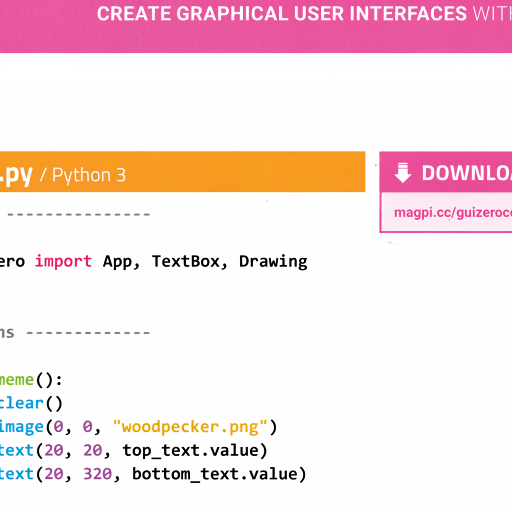 CREATE GRAPHICAL USER INTERFACES WITH
.py / Python 3
DOWNLOA
magpi.cc/guizeroc
---------------
ero import App, TextBox, Drawing
ns -------------
meme():
clear()
image(0, 0, "woodpecker.png")
text(20, 20, top_text.value)
text(20, 320, bottom_text.value)